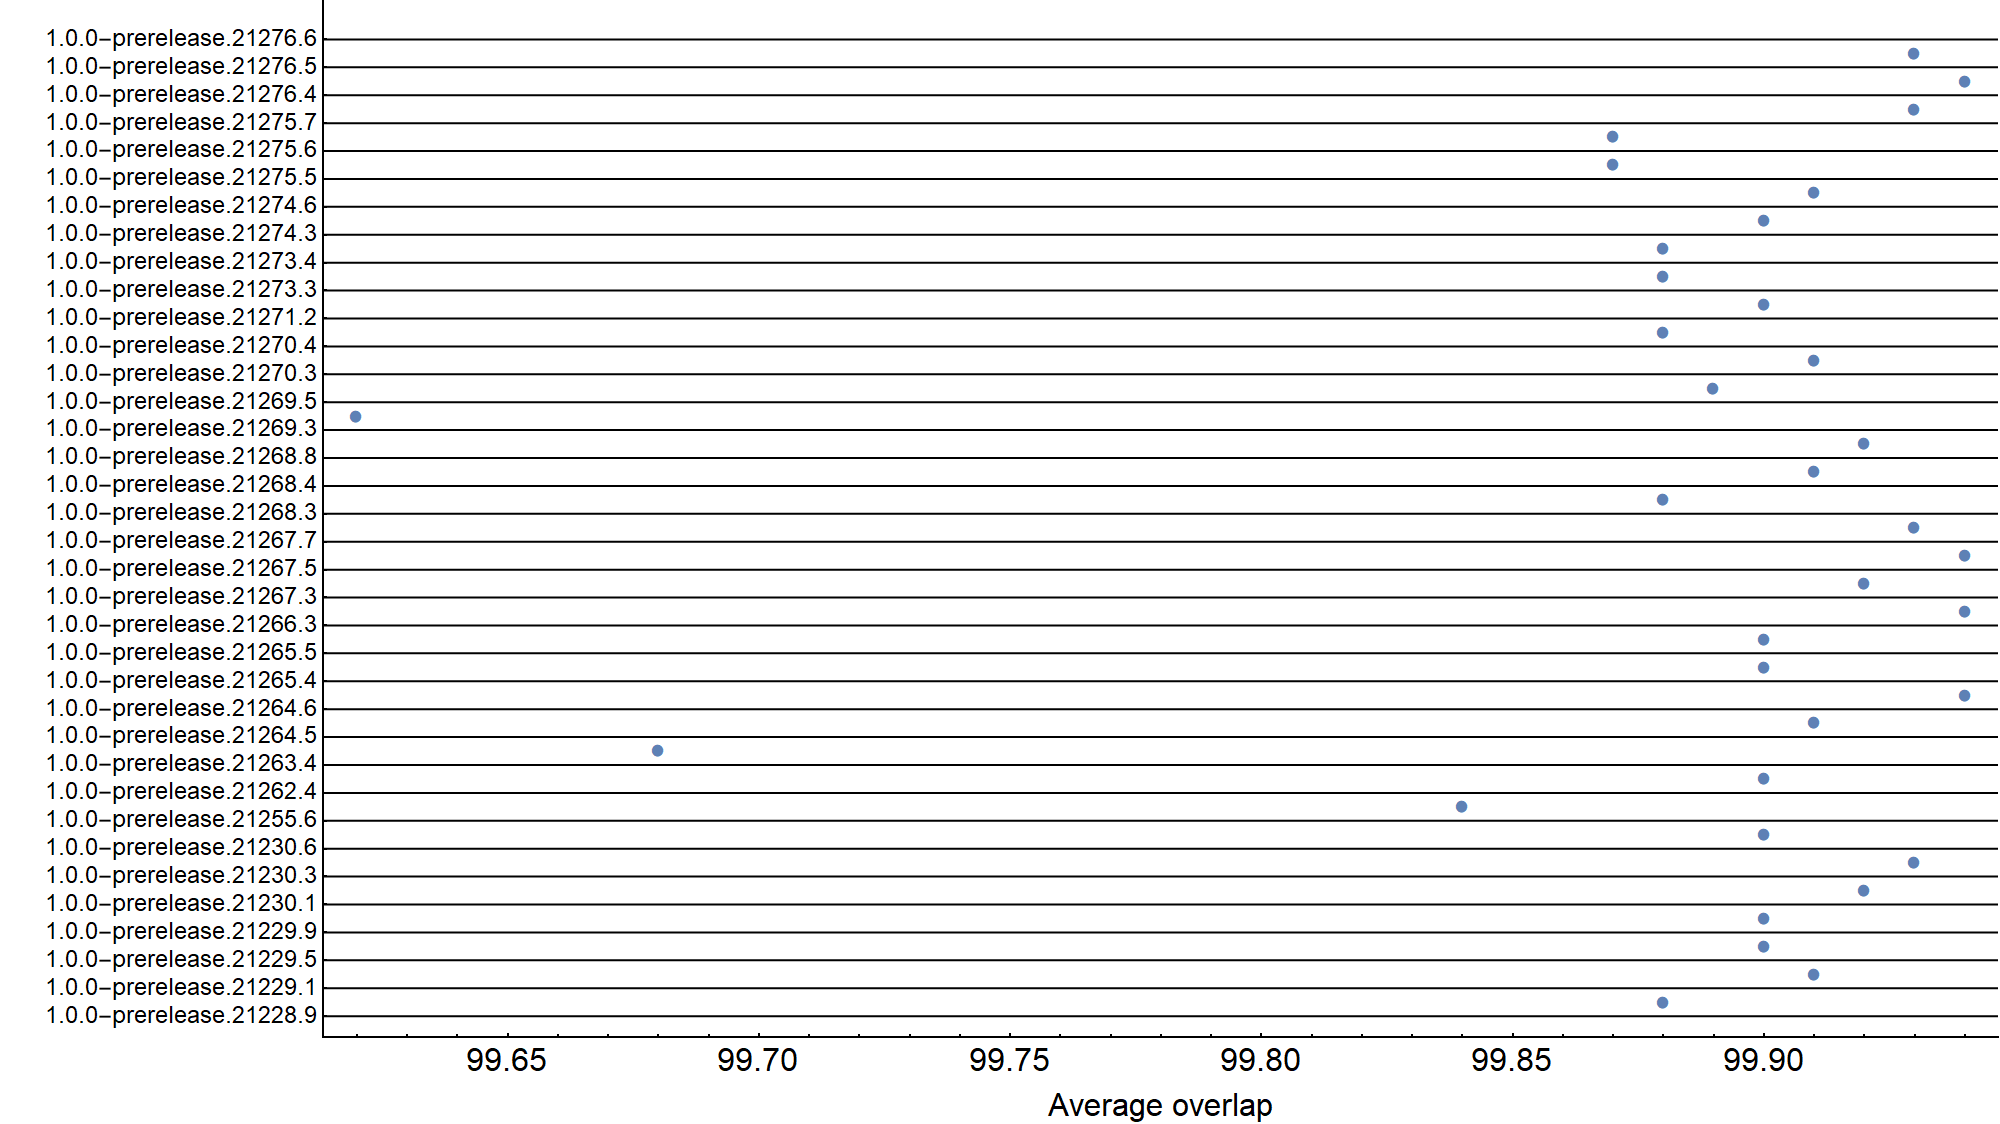 1.0.0−prerelease.21276.6
1.0.0−prerelease.21276.5
1.0.0−prerelease.21276.4
1.0.0−prerelease.21275.7
1.0.0−prerelease.21275.6
1.0.0−prerelease.21275.5
1.0.0−prerelease.21274.6
1.0.0−prerelease.21274.3
1.0.0−prerelease.21273.4
1.0.0−prerelease.21273.3
1.0.0−prerelease.21271.2
1.0.0−prerelease.21270.4
1.0.0−prerelease.21270.3
1.0.0−prerelease.21269.5
1.0.0−prerelease.21269.3
1.0.0−prerelease.21268.8
1.0.0−prerelease.21268.4
1.0.0−prerelease.21268.3
1.0.0−prerelease.21267.7
1.0.0−prerelease.21267.5
1.0.0−prerelease.21267.3
1.0.0−prerelease.21266.3
1.0.0−prerelease.21265.5
1.0.0−prerelease.21265.4
1.0.0−prerelease.21264.6
1.0.0−prerelease.21264.5
1.0.0−prerelease.21263.4
1.0.0−prerelease.21262.4
1.0.0−prerelease.21255.6
1.0.0−prerelease.21230.6
1.0.0−prerelease.21230.3
1.0.0−prerelease.21230.1
1.0.0−prerelease.21229.9
1.0.0−prerelease.21229.5
1.0.0−prerelease.21229.1
1.0.0−prerelease.21228.9
99.65 99.70 99.75 99.80 99.85 99.90
Average overlap